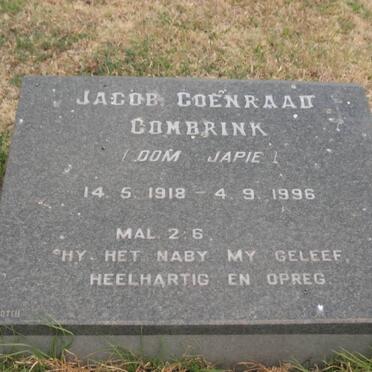 JACOB COENRAAD
COMBRINK
(OOM JAPIE)
14.5.1918 - 4.9.1996
MAL. 2:6
"HY HET NABY MY GELEEF,
HEELHARTIG EN OPREG.